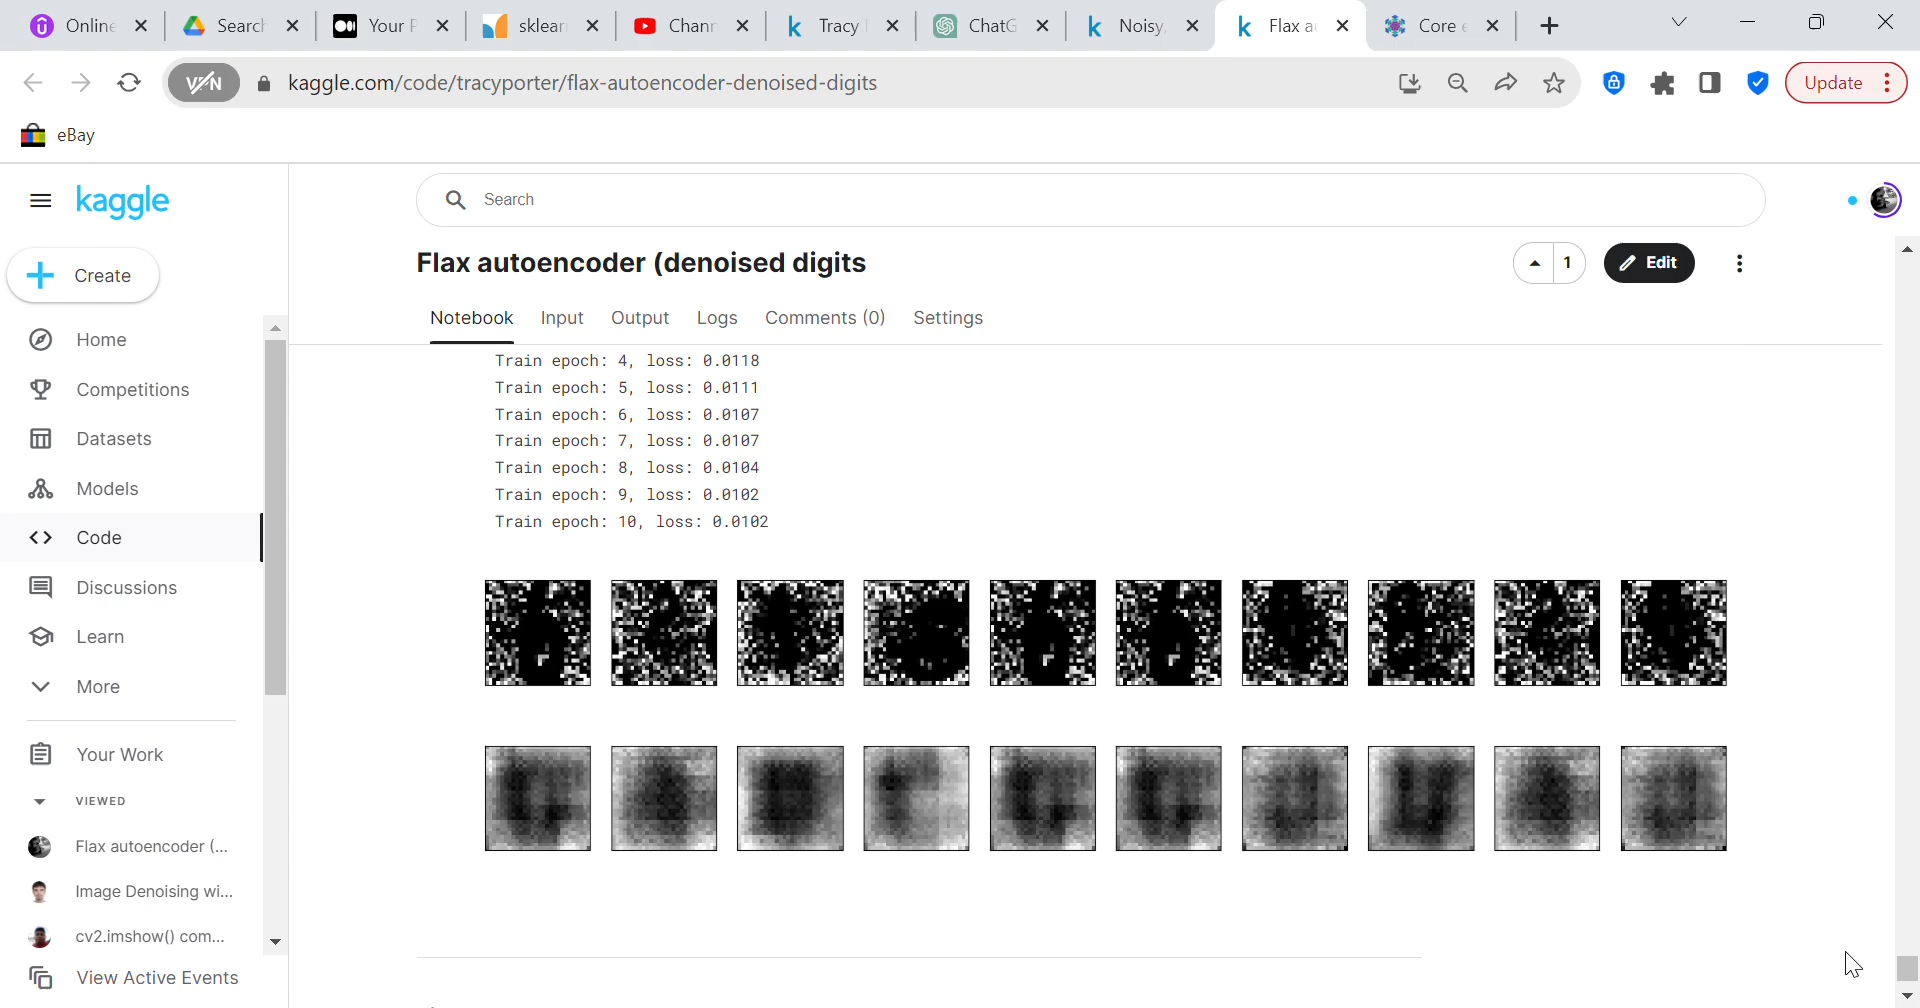 Online
Search
Your P
sklear
Chann
Tracy
ChatG
Noisy,
Flax au
Core e
VPN
kaggle.com/code/tracyporter/flax-autoencoder-denoised-digits
Update
eBay
kaggle
Search
Create
Flax autoencoder (denoised digits
1
Edit
Notebook Input Output Logs Comments (0) Settings
Home
Competitions
Datasets
Models
Code
Discussions
Learn
More
Your Work
VIEWED
Flax autoencoder (...
Image Denoising wi...
cv2.imshow() com...
View Active Events
Train epoch: 4, loss: 0.0118
Train epoch: 5, loss: 0.0111
Train epoch: 6, loss: 0.0107
Train epoch: 7, loss: 0.0107
Train epoch: 8, loss: 0.0104
Train epoch: 9, loss: 0.0102
Train epoch: 10, loss: 0.0102